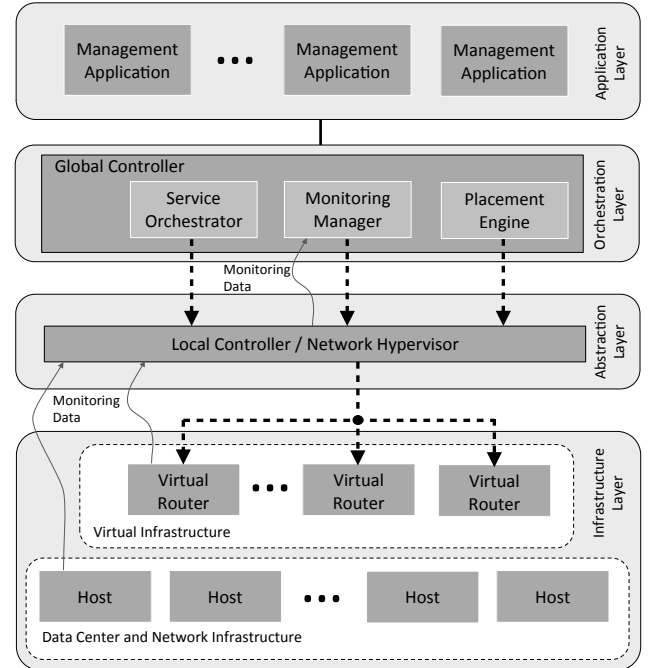 Management
Application
Management
Application
Management
Application
Application
Layer
Global Controller
Service
Orchestrator
Monitoring
Manager
Placement
Engine
Orchestration
Layer
Monitoring
Data
Local Controller / Network Hypervisor
Abstraction
Layer
Monitoring
Data
Virtual
Router
Virtual
Router
Virtual
Router
Virtual Infrastructure
Infrastructure
Layer
Host
Host
Host
Host
Data Center and Network Infrastructure